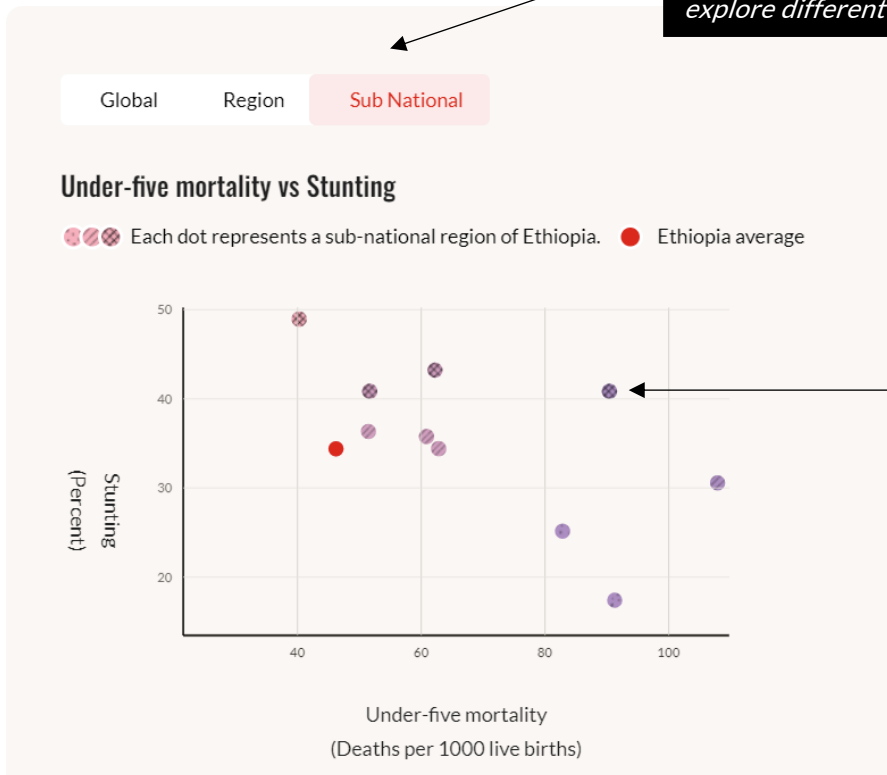 explore different
Global Region Sub National
Under-five mortality vs Stunting
Each dot represents a sub-national region of Ethiopia. Ethiopia average
50
40
30
20
Stunting
(Percent)
40 60 80 100
Under-five mortality
(Deaths per 1000 live births)